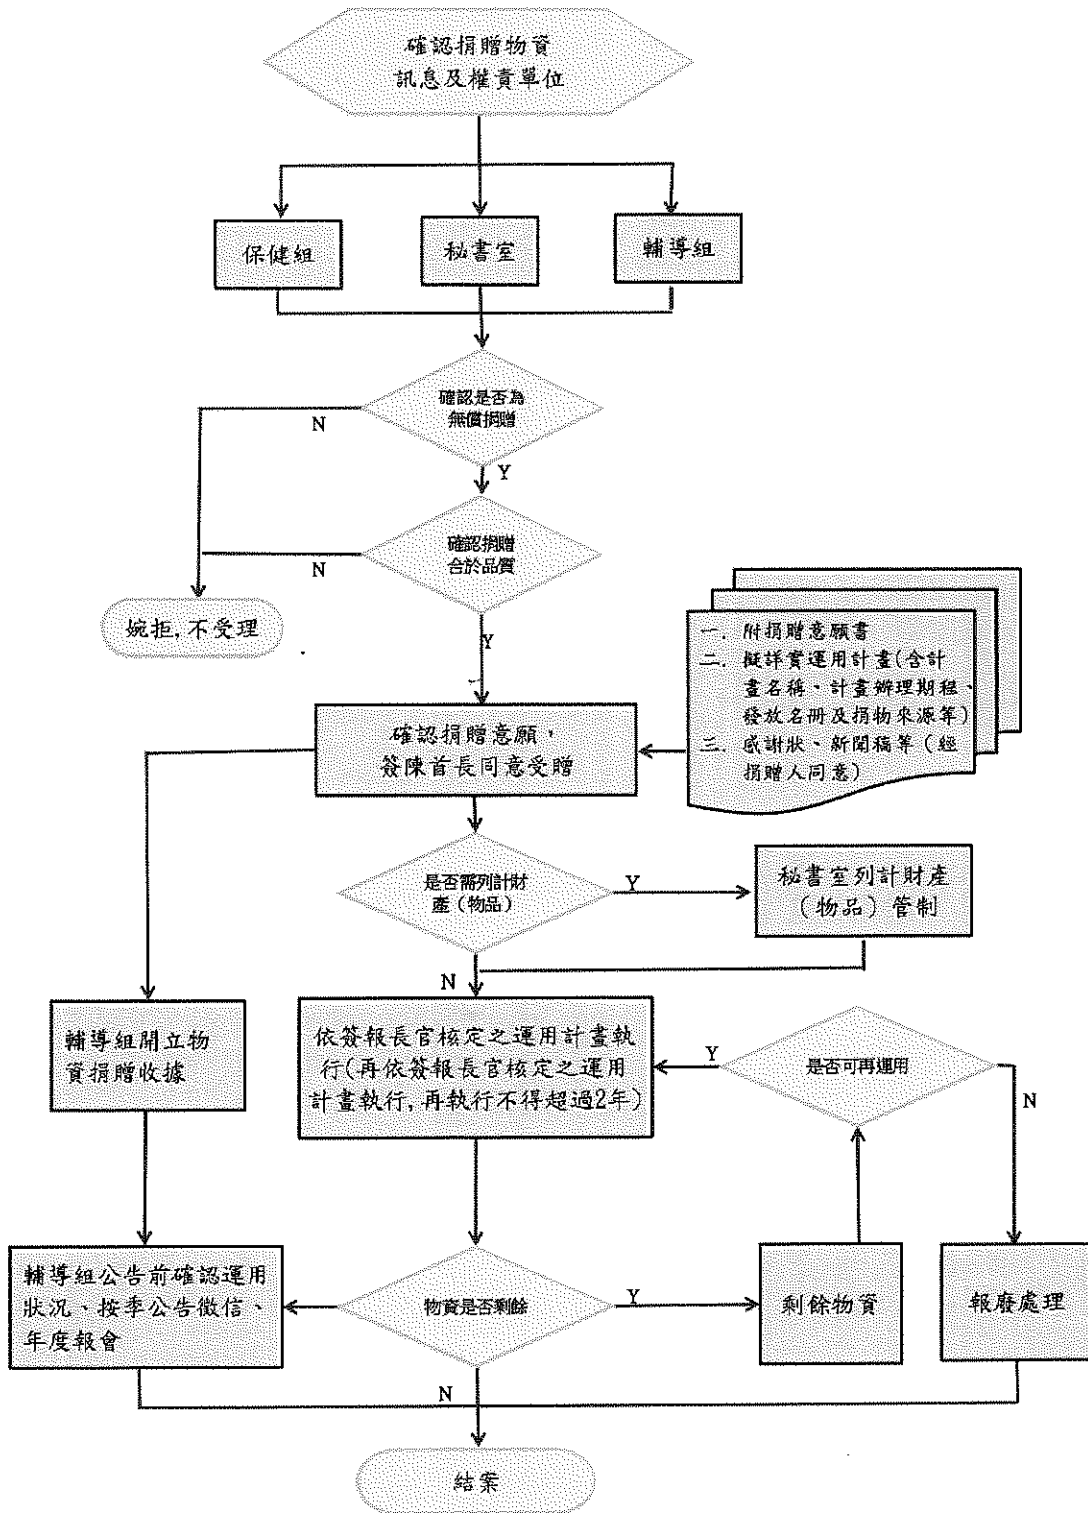 確認捐贈物資
訊息及權責單位
保健組
秘書室
輔導組
確認是否為
無償捐贈
N
Y
確認捐贈
合於品質
N
婉拒,不受理
Y
一. 附捐贈意願書
二. 擬詳實運用計畫(含計
畫名稱、計畫辦理期程、
發放名冊及捐物來源等)
三. 感謝狀、新聞稿等(經
捐贈人同意)
確認捐贈意願,
簽陳首長同意受贈
是否需列計財
產(物品)
Y
秘書室列計財產
(物品)管制
N
輔導組開立物
資捐贈收據
依簽報長官核定之運用計畫執
行(再依簽報長官核定之運用
計畫執行,再執行不得超過2年)
Y
是否可再運用
N
輔導組公告前確認運用
狀況、按季公告徵信、
年度報會
物資是否剩餘
Y
剩餘物資
報廢處理
N
結案